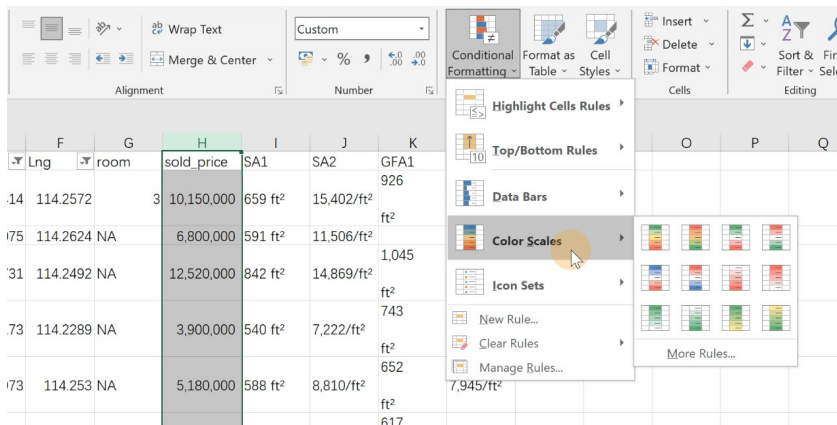 Wrap Text
Merge & Center
Alignment
Custom
%
Number
Conditional Formatting
Format as Table
Cell Styles
Insert
Delete
Format
Cells
Sort & Filter
Editing
Highlight Cells Rules
Top/Bottom Rules
Data Bars
Color Scales
Icon Sets
New Rule...
Clear Rules
Manage Rules...
More Rules...
F G H I J K O P Q
Lng room sold_price SA1 SA2 GFA1
14 114.2572 3 10,150,000 659 ft² 15,402/ft² 926 ft²
075 114.2624 NA 6,800,000 591 ft² 11,506/ft²
731 114.2492 NA 12,520,000 842 ft² 14,869/ft² 1,045 ft²
.73 114.2289 NA 3,900,000 540 ft² 7,222/ft² 743 ft²
073 114.253 NA 5,180,000 588 ft² 8,810/ft² 652 ft² 7,945/ft²
617